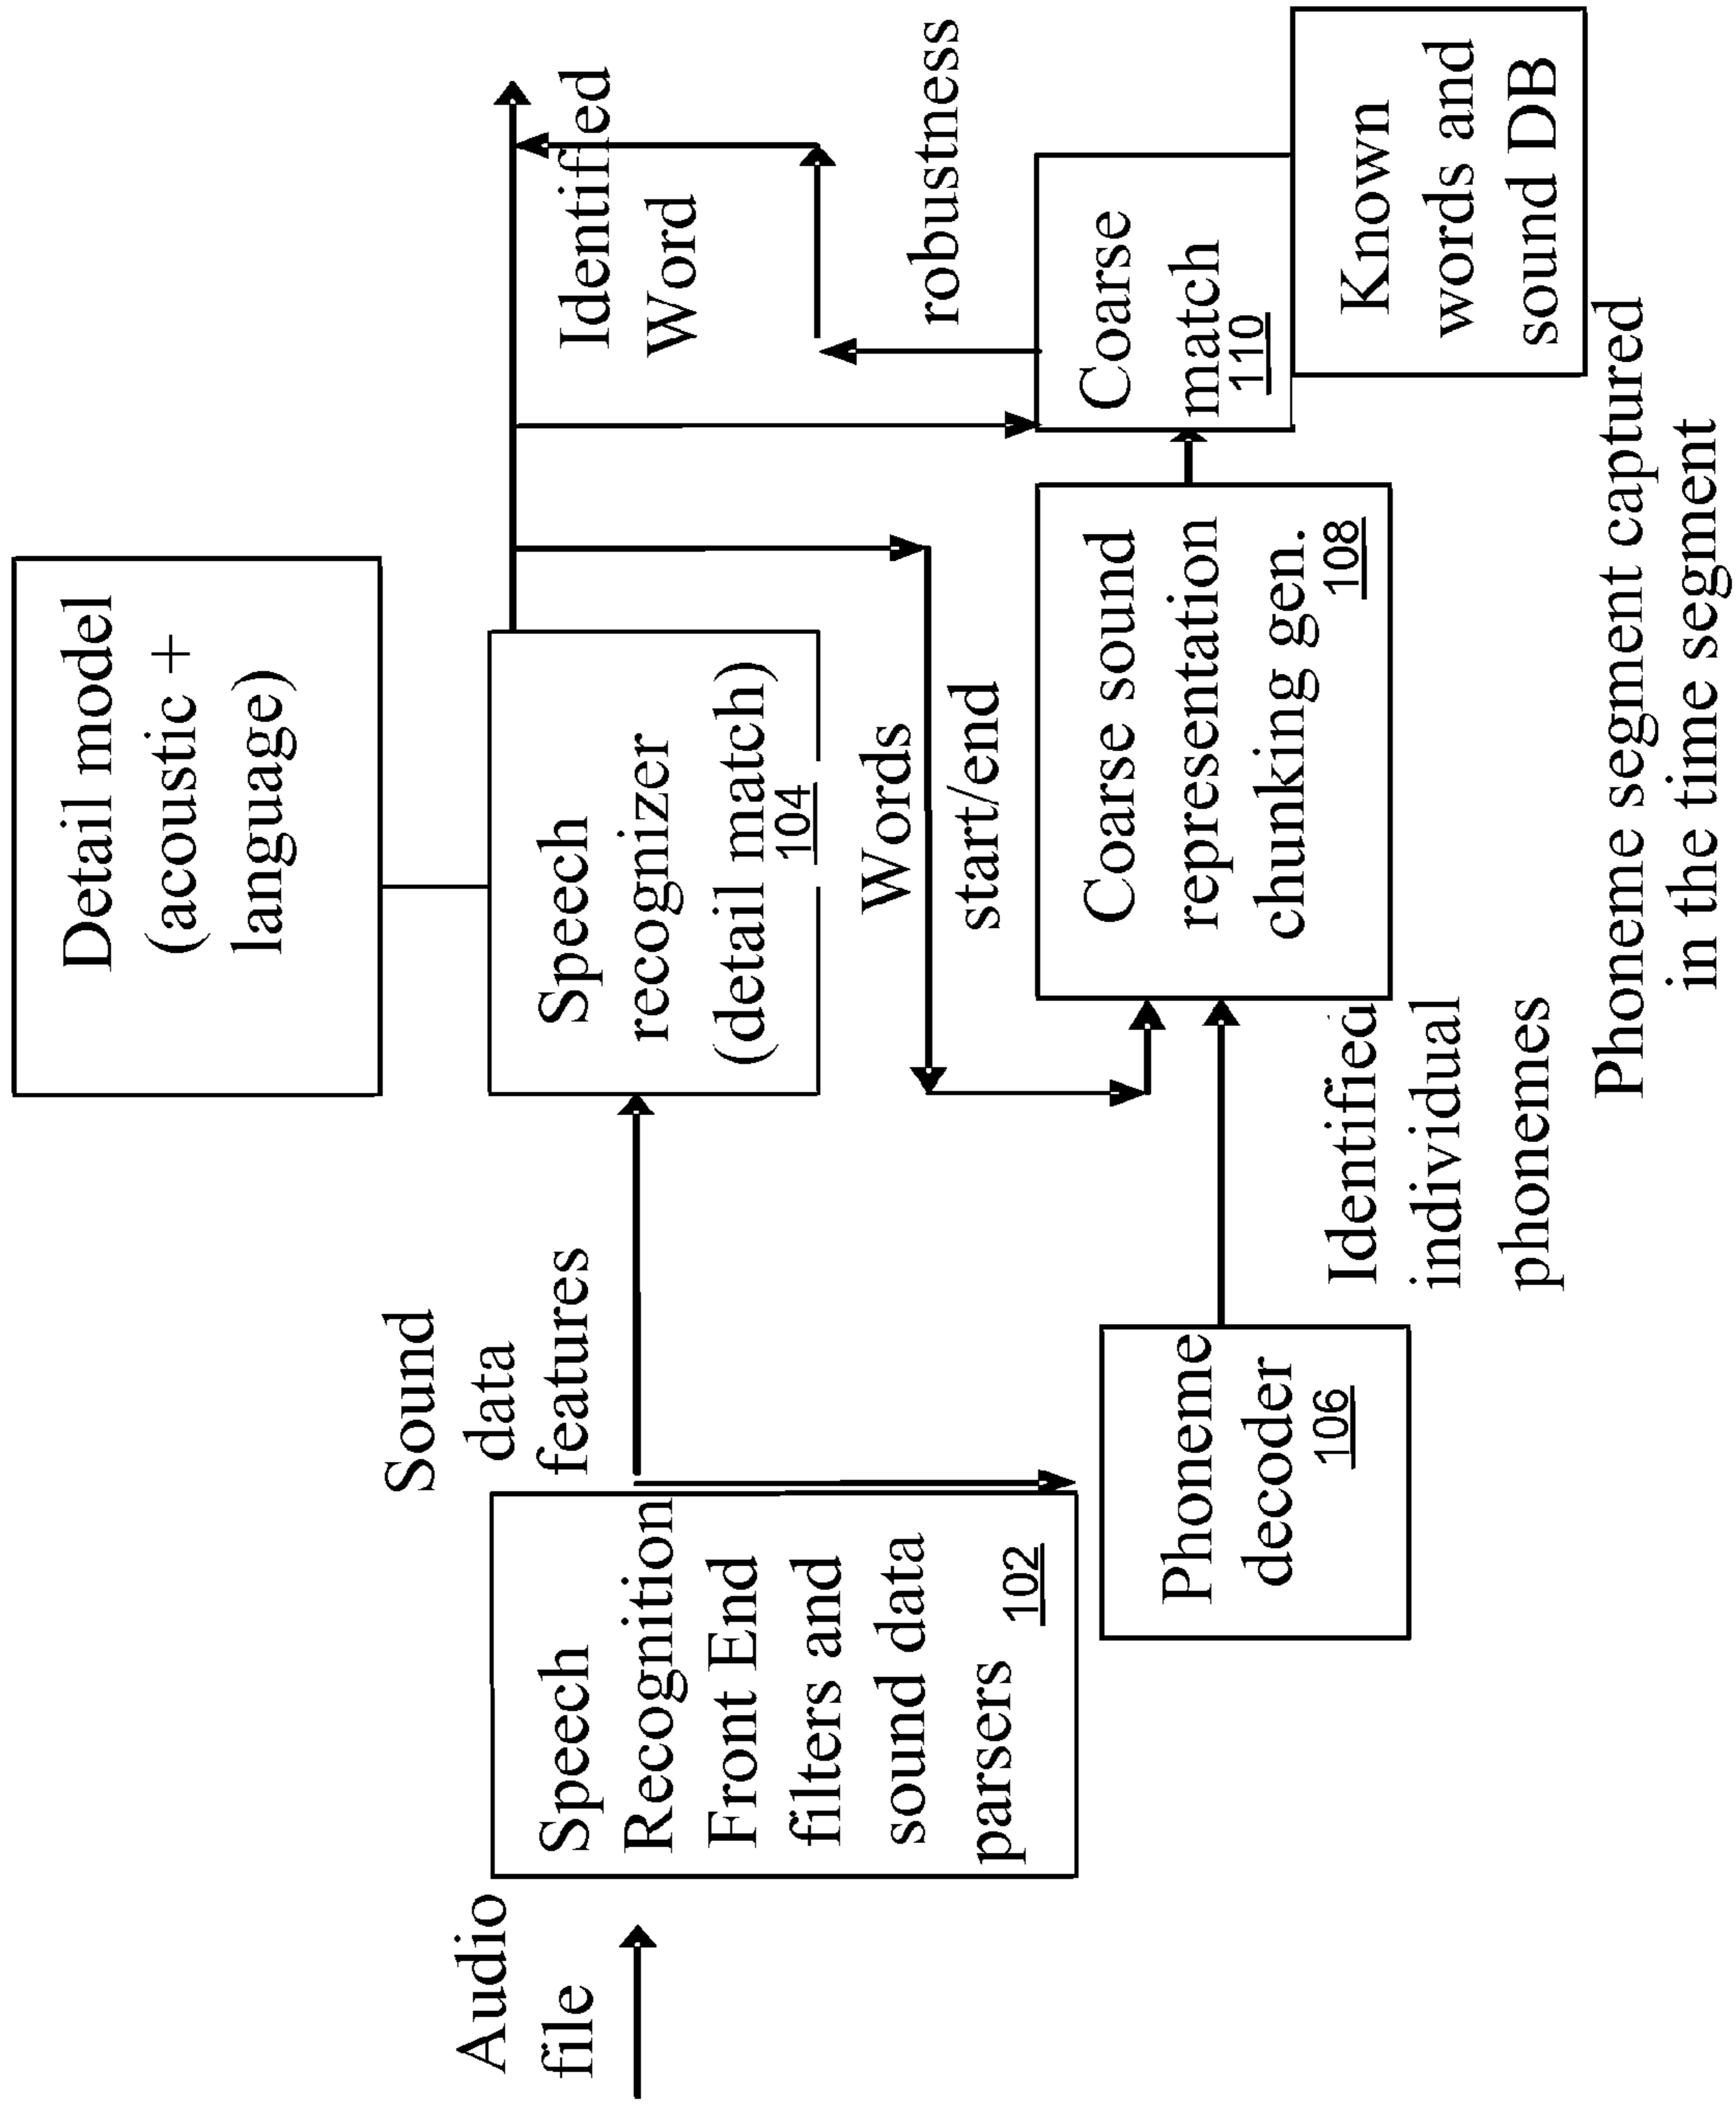 Detail model
(acoustic +
language)
Sound
data
features
Audio
file
Speech
Recognition
Front End
filters and
sound data
parsers
102
Speech
recognizer
(detail match)
104
Identified
Word
Words
start/end
robustness
Phoneme
decoder
106
Identified
individual
phonemes
Coarse sound
representation
chunking gen.
108
Coarse
match
110
Known
words and
sound DB
Phoneme segment captured
in the time segment